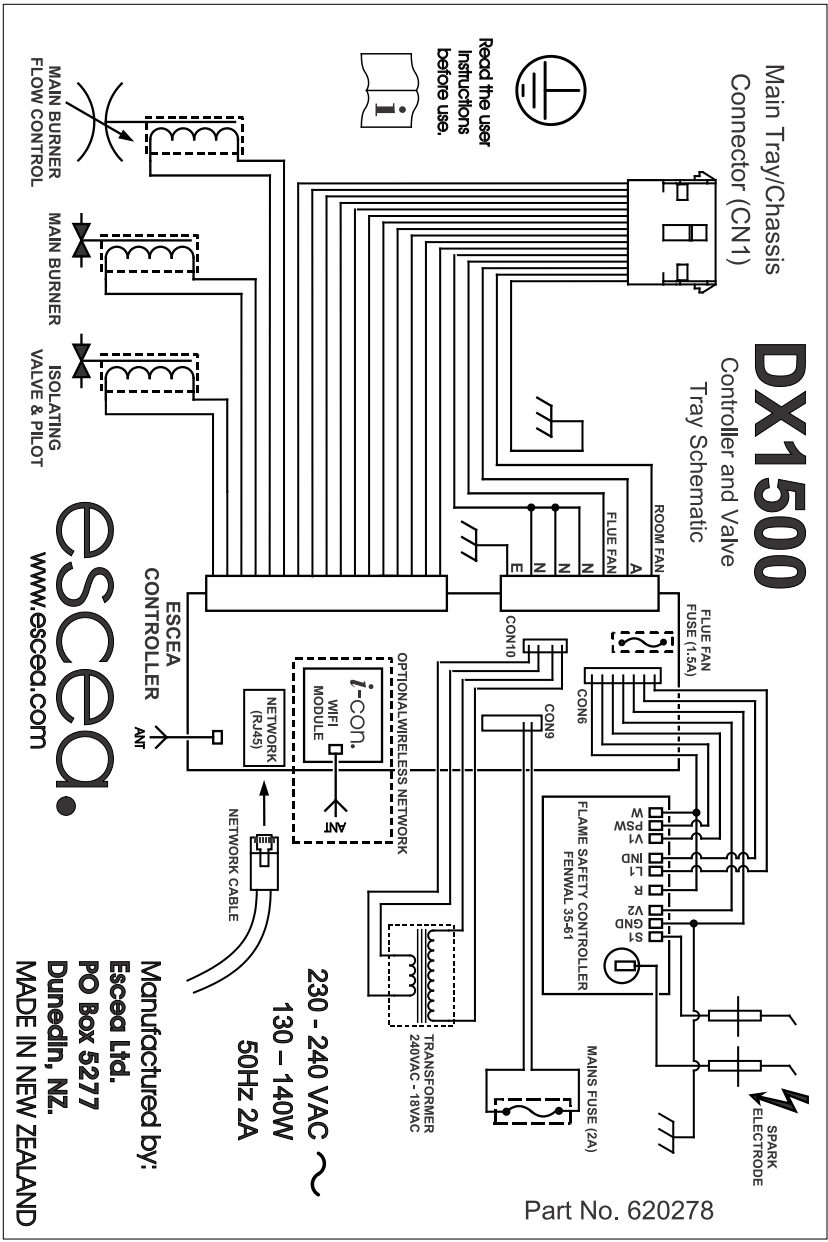 Main Tray/Chassis
Connector (CN1)
DX1500
Controller and Valve
Tray Schematic
Read the user
instructions
before use.
i
MAIN BURNER
FLOW CONTROL
MAIN BURNER
ISOLATING
VALVE & PILOT
ROOM FAN
FLUE FAN
A
N
N
N
E
FLUE FAN
FUSE (1.5A)
CON10
CON6
CON9
ESCEA
CONTROLLER
ANT
NETWORK
(RJ45)
OPTIONALWIRELESS NETWORK
i-con.
WIFI
MODULE
ANT
NETWORK CABLE
W
PSW
V1
IND
L1
R
V2
GND
S1
FLAME SAFETY CONTROLLER
FENWAL 35-61
TRANSFORMER
240VAC - 18VAC
MAINS FUSE (2A)
SPARK
ELECTRODE
escea.
www.escea.com
230 - 240 VAC ~
130 – 140W
50Hz 2A
Manufactured by:
Escea Ltd.
PO Box 5277
Dunedin, NZ.
MADE IN NEW ZEALAND
Part No. 620278